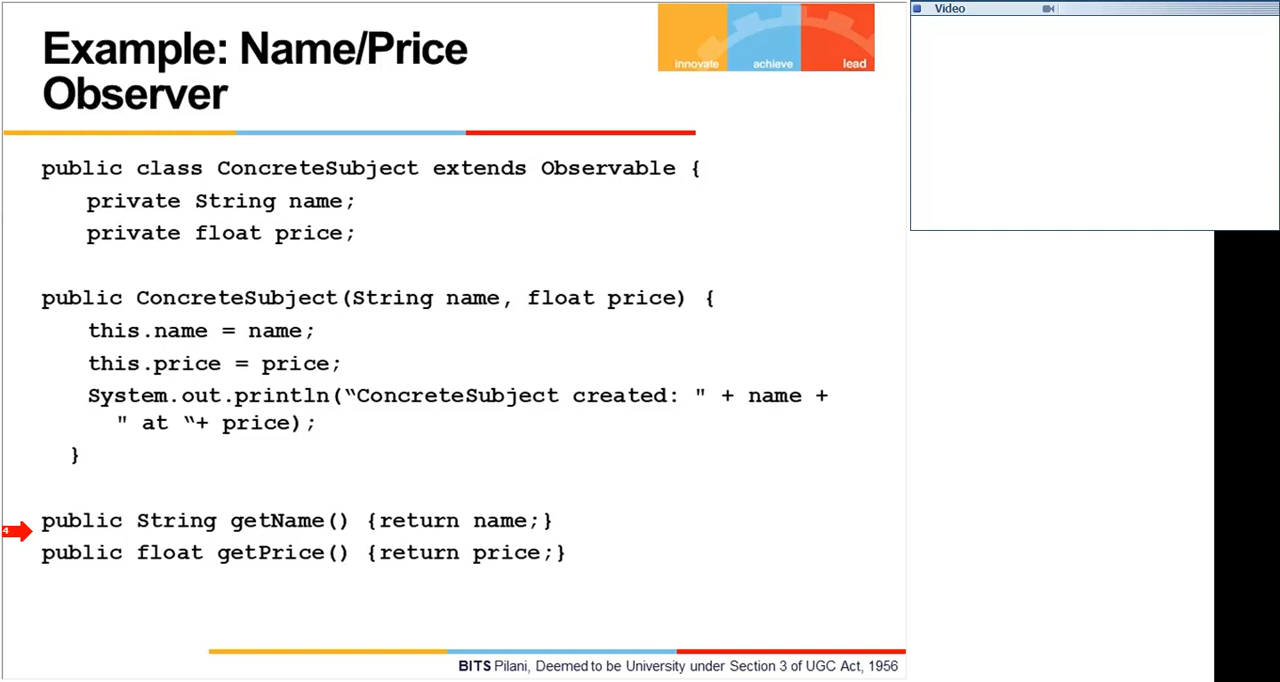 Example: Name/Price
Observer
innovate achieve lead
Video
public class ConcreteSubject extends Observable {
private String name;
private float price;
public ConcreteSubject(String name, float price) {
this.name = name;
this.price = price;
System.out.println(“ConcreteSubject created: " + name +
" at “+ price);
}
4
public String getName() {return name;}
public float getPrice() {return price;}
BITS Pilani, Deemed to be University under Section 3 of UGC Act, 1956